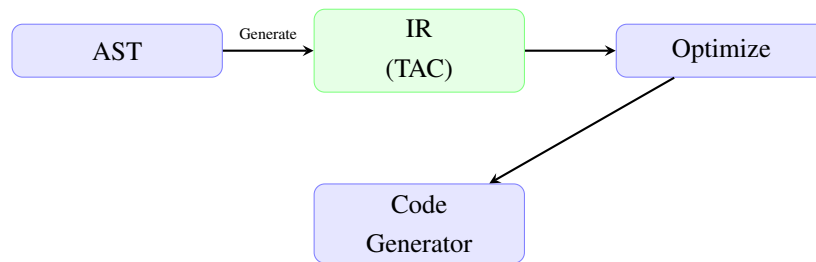 AST
Generate
IR
(TAC)
Optimize
Code
Generator